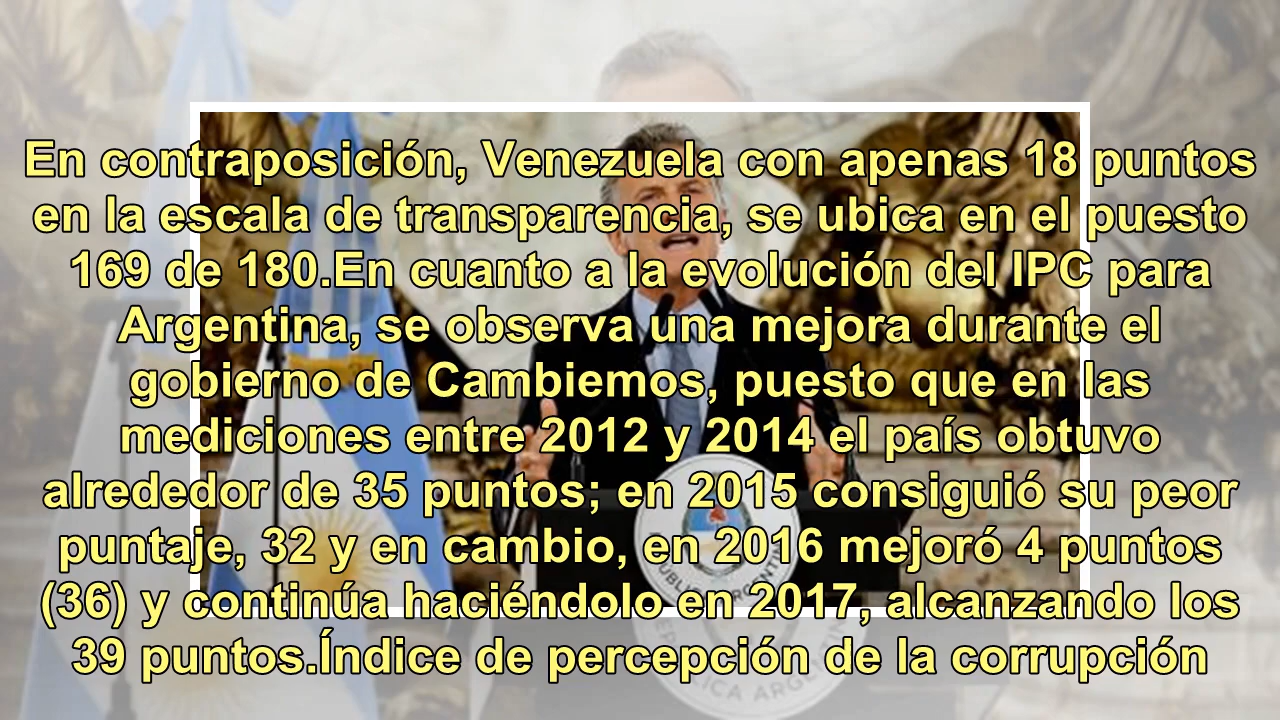 En contraposición, Venezuela con apenas 18 puntos
en la escala de transparencia, se ubica en el puesto
169 de 180.En cuanto a la evolución del IPC para
Argentina, se observa una mejora durante el
gobierno de Cambiemos, puesto que en las
mediciones entre 2012 y 2014 el país obtuvo
alrededor de 35 puntos; en 2015 consiguió su peor
puntaje, 32 y en cambio, en 2016 mejoró 4 puntos
(36) y continúa haciéndolo en 2017, alcanzando los
39 puntos.Índice de percepción de la corrupción